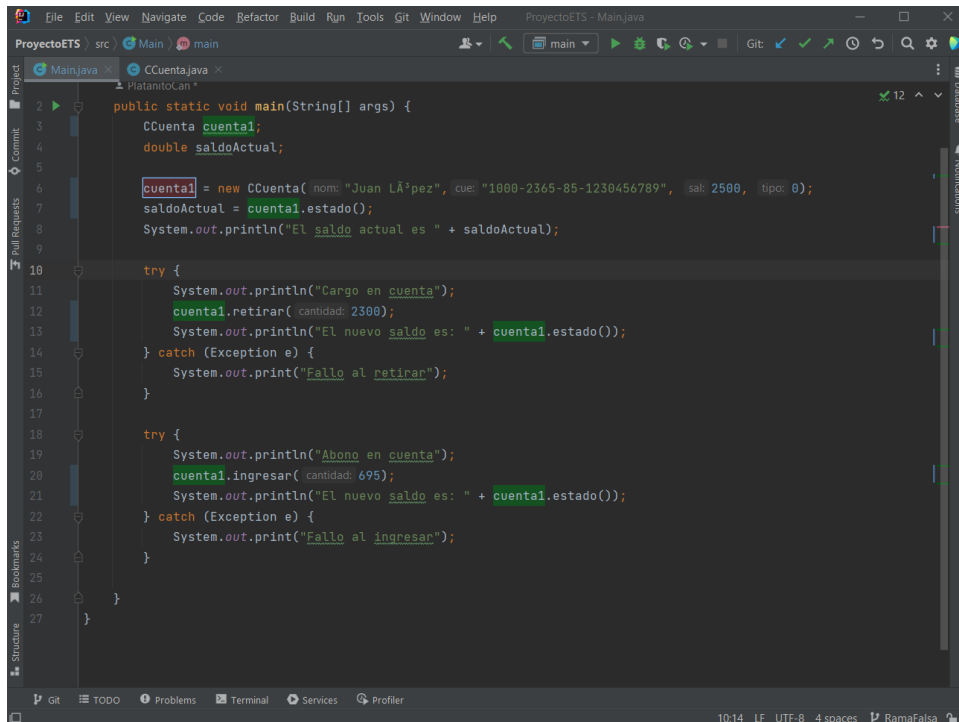 File Edit View Navigate Code Refactor Build Run Tools Git Window Help ProyectoETS - Main.java
ProyectoETS src Main main main Git:
Project
Commit
Pull Requests
Bookmarks
Structure
Database
Notifications
Main.java CCuenta.java
PlatanitoCan *
12
2 public static void main(String[] args) {
3 CCuenta cuenta1;
4 double saldoActual;
5
6 cuenta1 = new CCuenta( nom: "Juan LÃ³pez", cue: "1000-2365-85-1230456789", sal: 2500, tipo: 0);
7 saldoActual = cuenta1.estado();
8 System.out.println("El saldo actual es " + saldoActual);
9
10 try {
11 System.out.println("Cargo en cuenta");
12 cuenta1.retirar( cantidad: 2300);
13 System.out.println("El nuevo saldo es: " + cuenta1.estado());
14 } catch (Exception e) {
15 System.out.print("Fallo al retirar");
16 }
17
18 try {
19 System.out.println("Abono en cuenta");
20 cuenta1.ingresar( cantidad: 695);
21 System.out.println("El nuevo saldo es: " + cuenta1.estado());
22 } catch (Exception e) {
23 System.out.print("Fallo al ingresar");
24 }
25
26 }
27 }
Git TODO Problems Terminal Services Profiler
10:14 LF UTF-8 4 spaces RamaFalsa